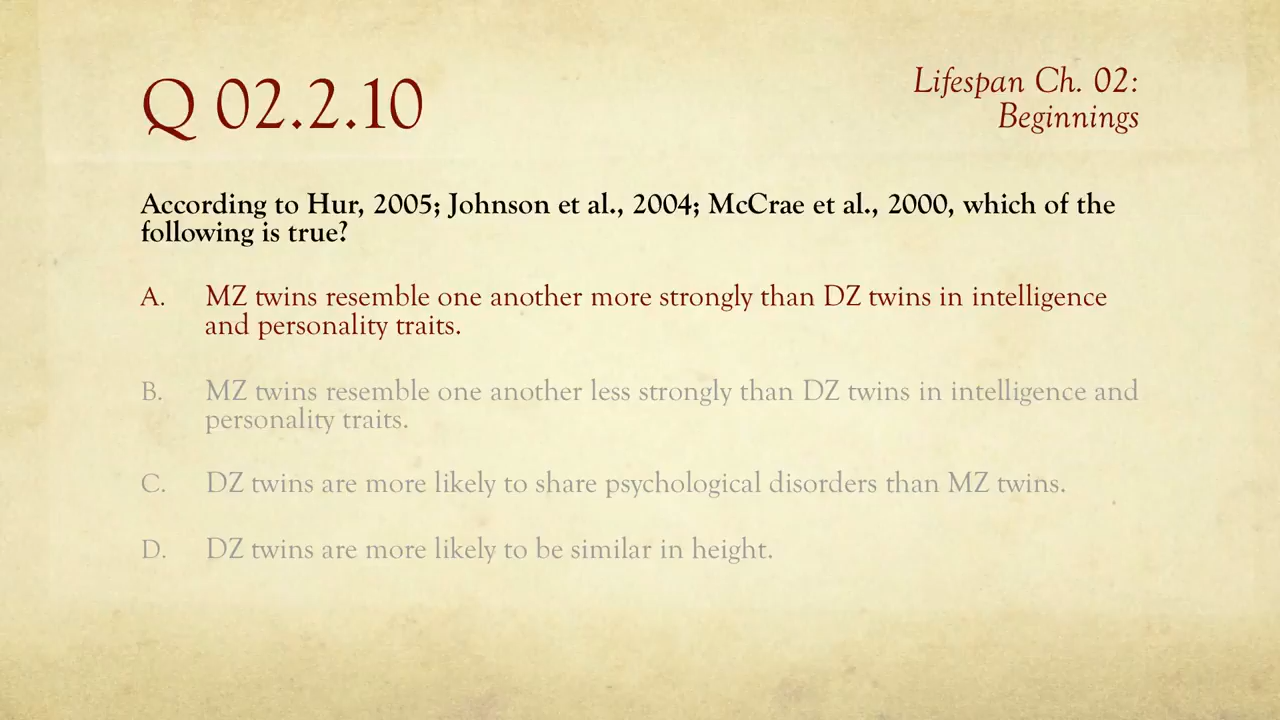 Q 02.2.10
Lifespan Ch. 02:
Beginnings
According to Hur, 2005; Johnson et al., 2004; McCrae et al., 2000, which of the
following is true?
A. MZ twins resemble one another more strongly than DZ twins in intelligence
and personality traits.
B. MZ twins resemble one another less strongly than DZ twins in intelligence and
personality traits.
C. DZ twins are more likely to share psychological disorders than MZ twins.
D. DZ twins are more likely to be similar in height.